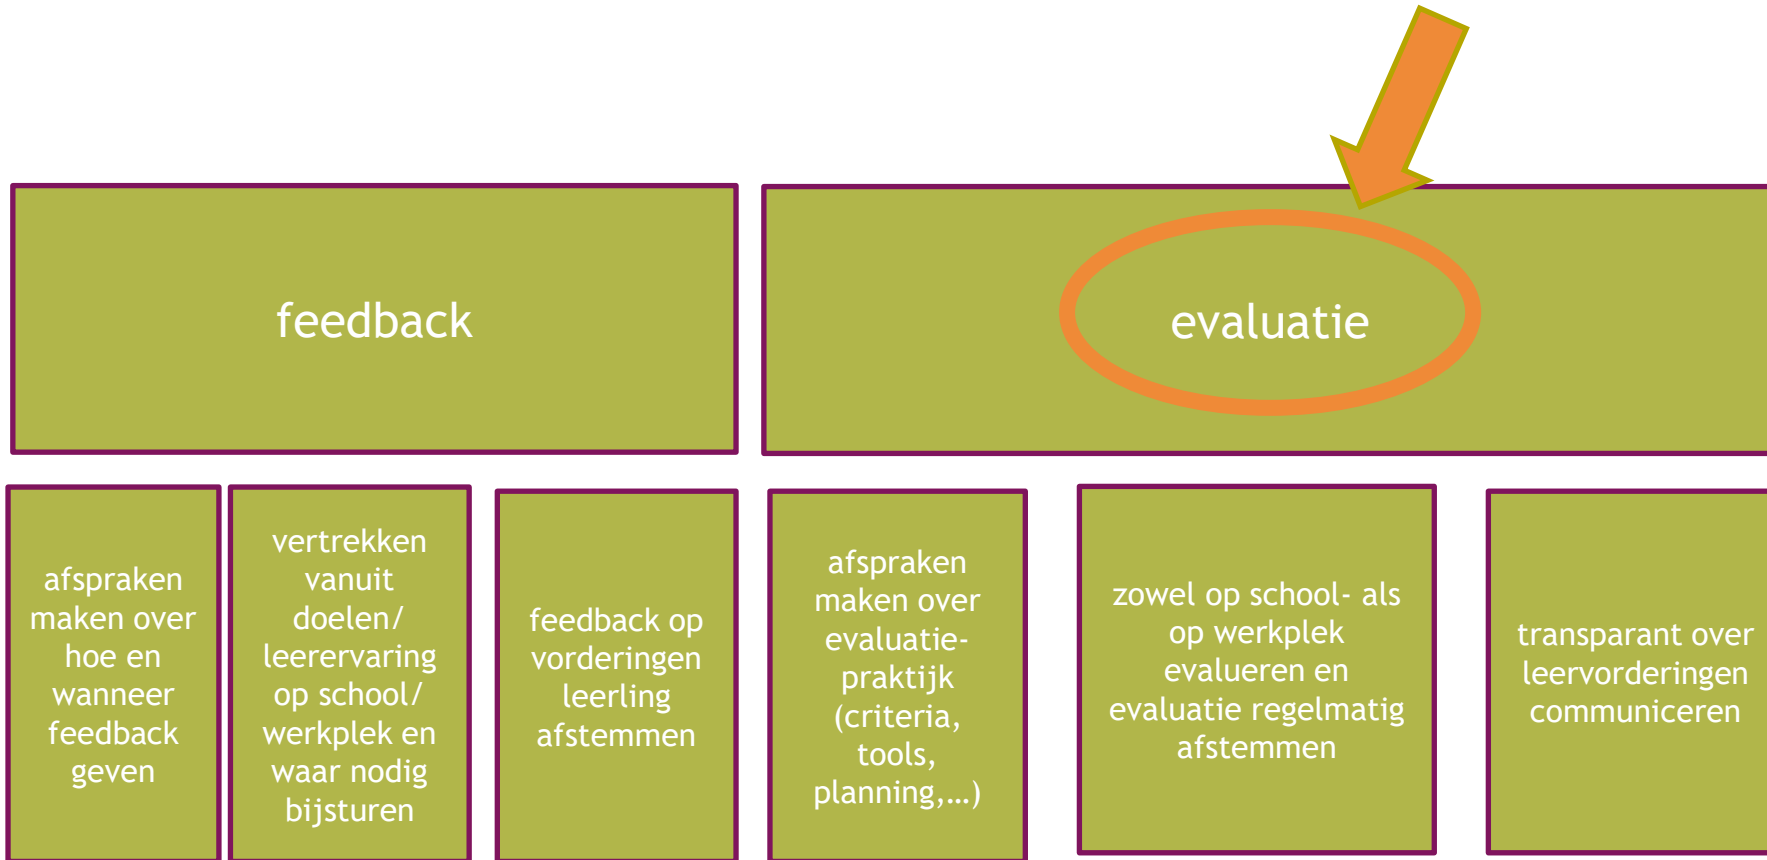 feedback
evaluatie
afspraken
maken over
hoe en
wanneer
feedback
geven
vertrekken
vanuit
doelen/
leerervaring
op school/
werkplek en
waar nodig
bijsturen
feedback op
vorderingen
leerling
afstemmen
afspraken
maken over
evaluatie-
praktijk
(criteria,
tools,
planning,…)
zowel op school- als
op werkplek
evalueren en
evaluatie regelmatig
afstemmen
transparant over
leervorderingen
communiceren